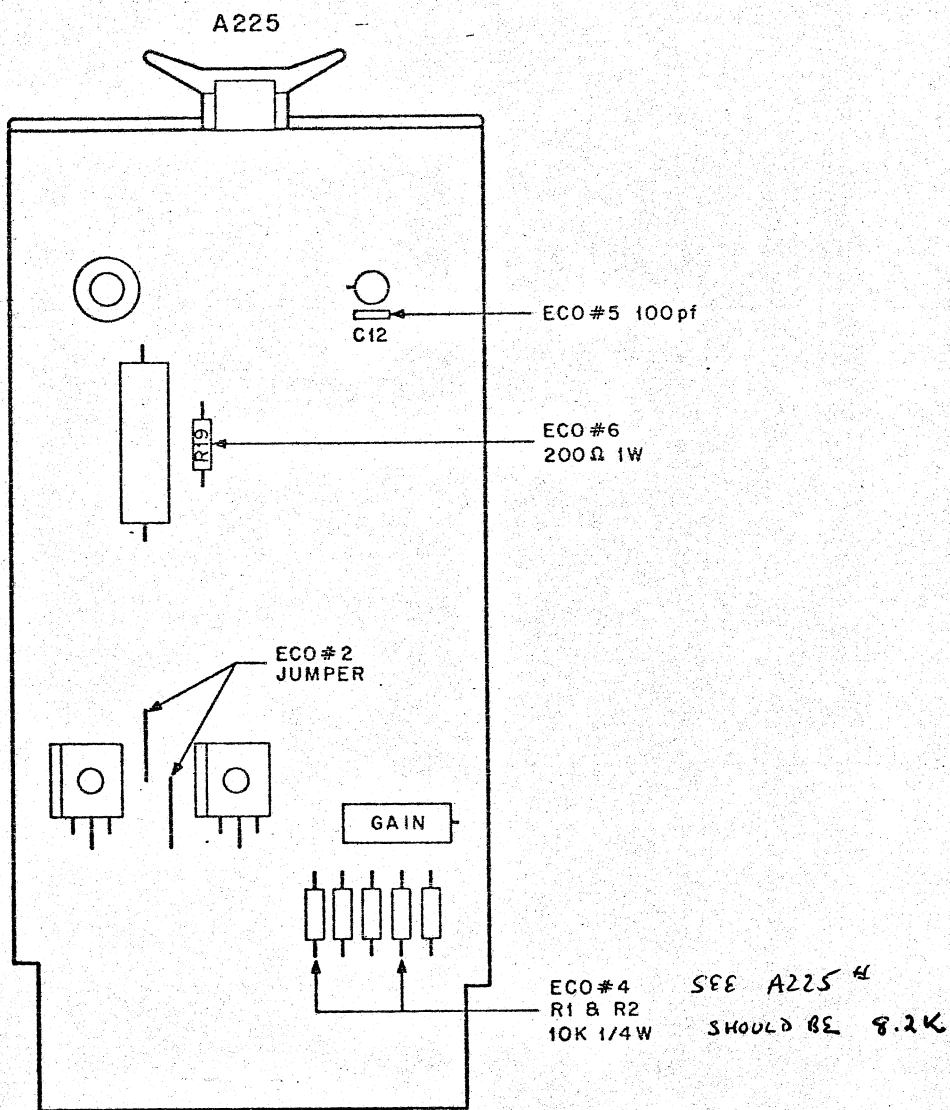 A225
ECO#5 100pf
C12
R19
ECO#6
200Ω 1W
ECO#2
JUMPER
GAIN
ECO#4
R1 & R2
10K 1/4W
SEE A225
SHOULD BE 8.2K